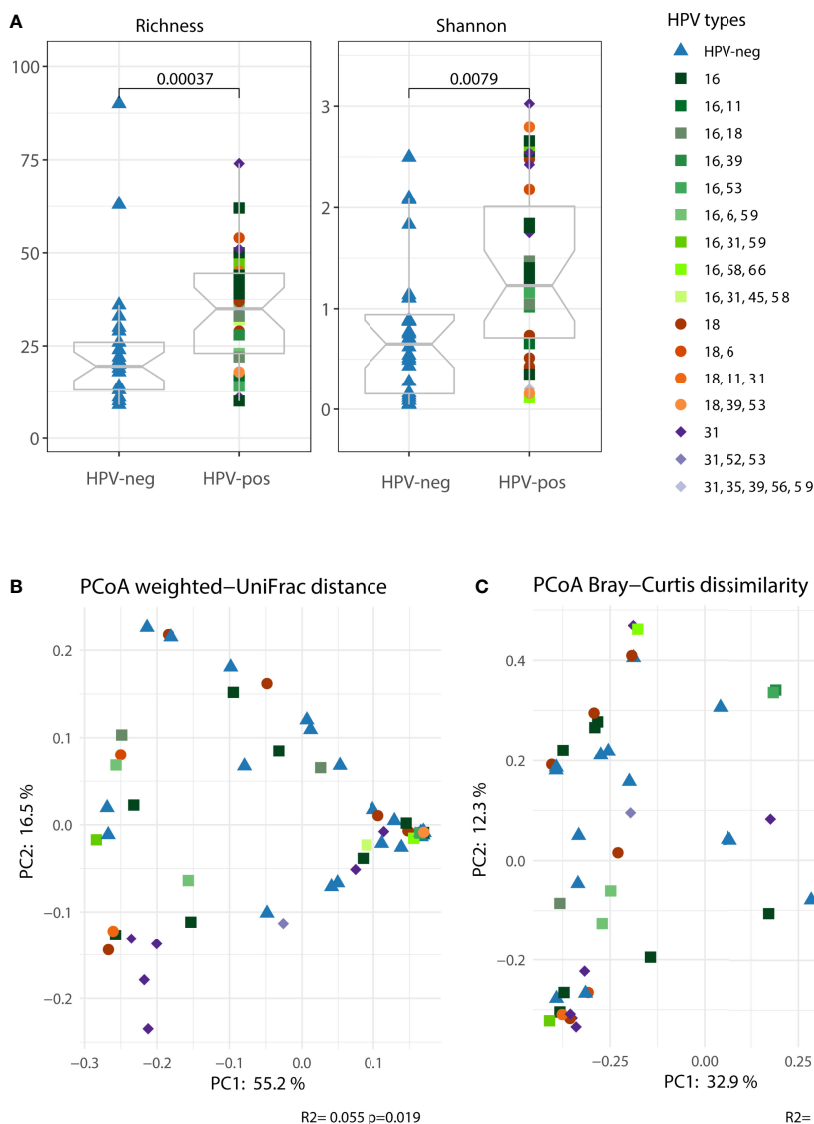 A
Richness
Shannon
HPV types
100
75
50
25
0
0.00037
HPV-neg
HPV-pos
3
2
1
0
0.0079
HPV-neg
HPV-pos
HPV-neg
16
16, 11
16, 18
16, 39
16, 53
16, 6, 59
16, 31, 59
16, 58, 66
16, 31, 45, 58
18
18, 6
18, 11, 31
18, 39, 53
31
31, 52, 53
31, 35, 39, 56, 59
B
PCoA weighted−UniFrac distance
PC2: 16.5 %
0.2
0.1
0.0
−0.1
−0.2
−0.3
−0.2
−0.1
0.0
0.1
PC1: 55.2 %
R2= 0.055 p=0.019
C
PCoA Bray−Curtis dissimilarity
PC2: 12.3 %
0.4
0.2
0.0
−0.2
−0.25
0.00
0.25
PC1: 32.9 %
R2=